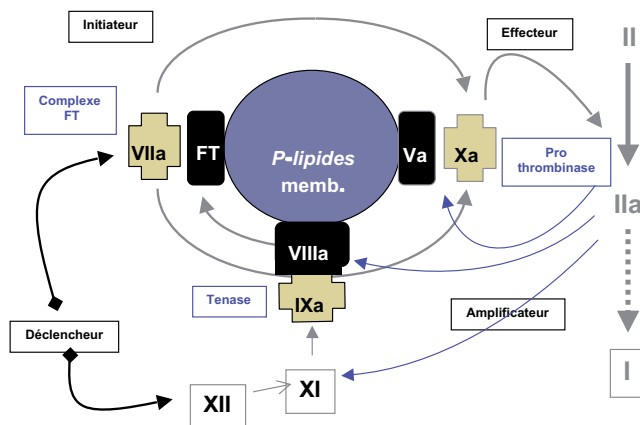 Initiateur
Effecteur
II
Complexe
FT
VIIa
FT
P-lipides
memb.
Va
Xa
Pro
thrombinase
IIa
VIIIa
Tenase
IXa
Amplificateur
Déclencheur
I
XII
XI